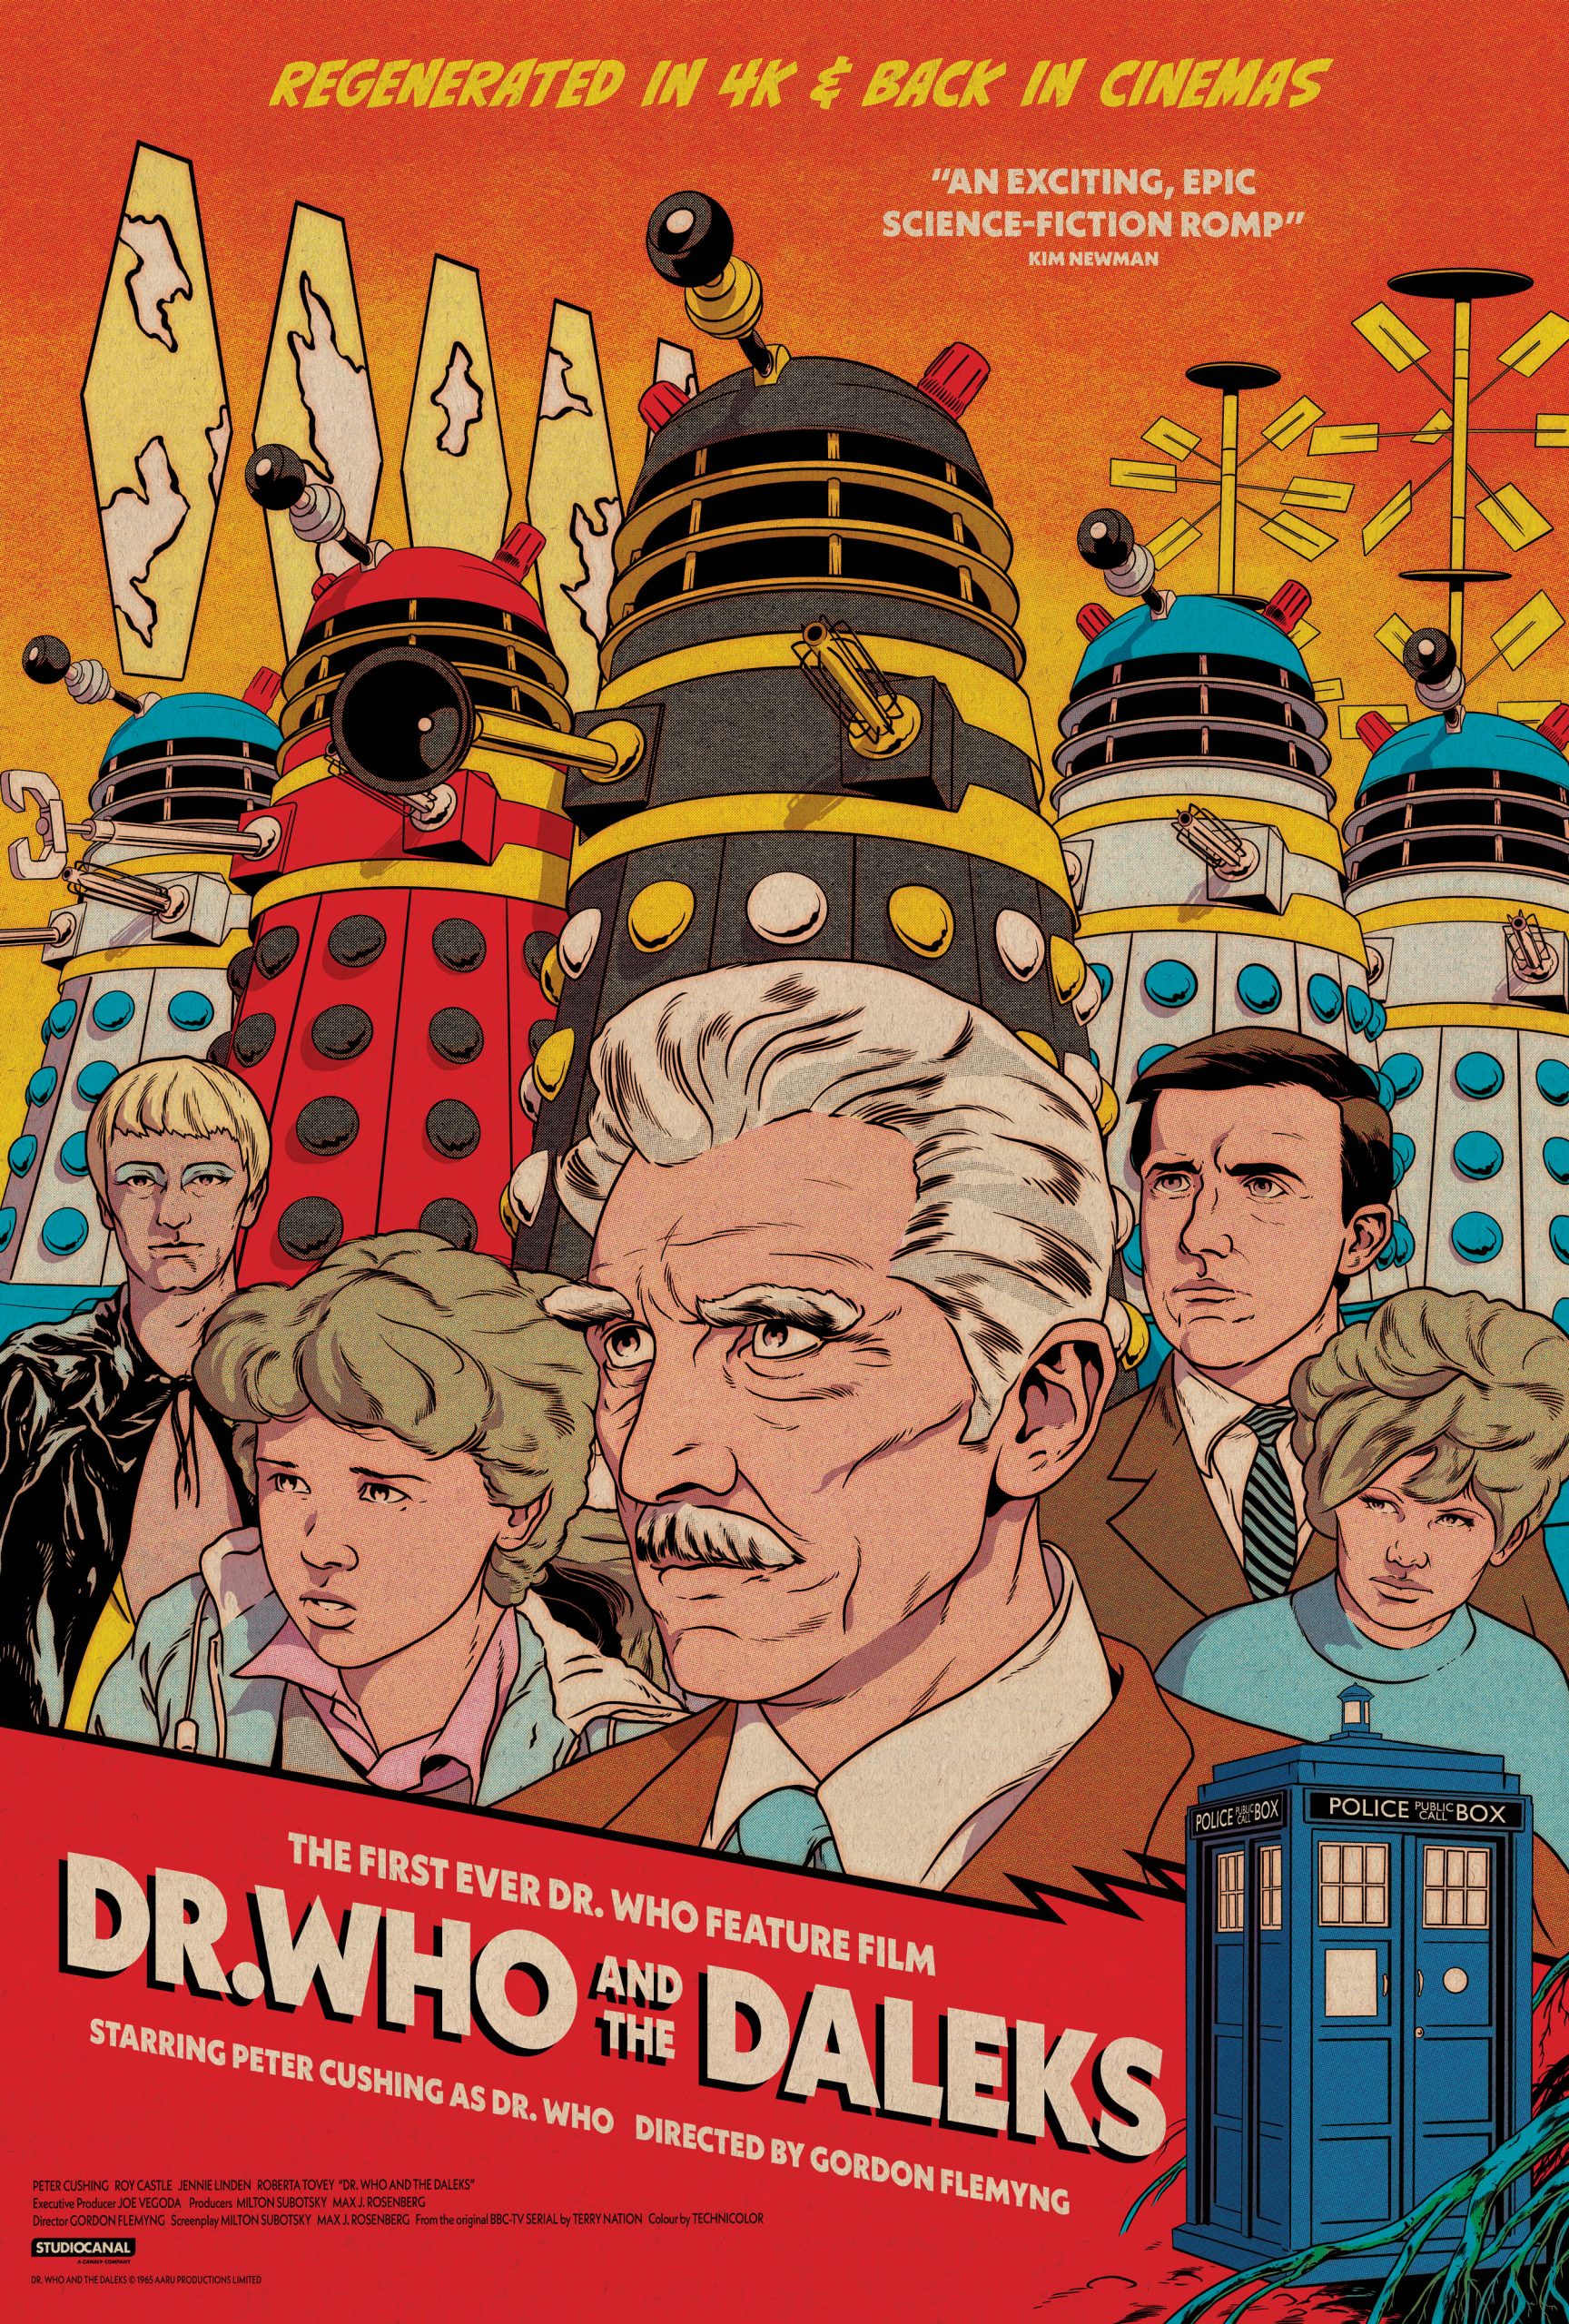 REGENERATED IN 4K & BACK IN CINEMAS
"AN EXCITING, EPIC
SCIENCE-FICTION ROMP"
KIM NEWMAN
POLICE PUBLIC CALL BOX
POLICE PUBLIC CALL BOX
THE FIRST EVER DR. WHO FEATURE FILM
DR. WHO AND THE DALEKS
STARRING PETER CUSHING AS DR. WHO DIRECTED BY GORDON FLEMYNG
PETER CUSHING ROY CASTLE JENNIE LINDEN ROBERTA TOVEY "DR. WHO AND THE DALEKS"
Executive Producer JOE VEGODA Producers MILTON SUBOTSKY MAX J. ROSENBERG
Director GORDON FLEMYNG Screenplay MILTON SUBOTSKY MAX J. ROSENBERG From the original BBC-TV SERIAL by TERRY NATION Colour by TECHNICOLOR
STUDIOCANAL
A CANAL+ COMPANY
DR. WHO AND THE DALEKS © 1965 AARU PRODUCTIONS LIMITED